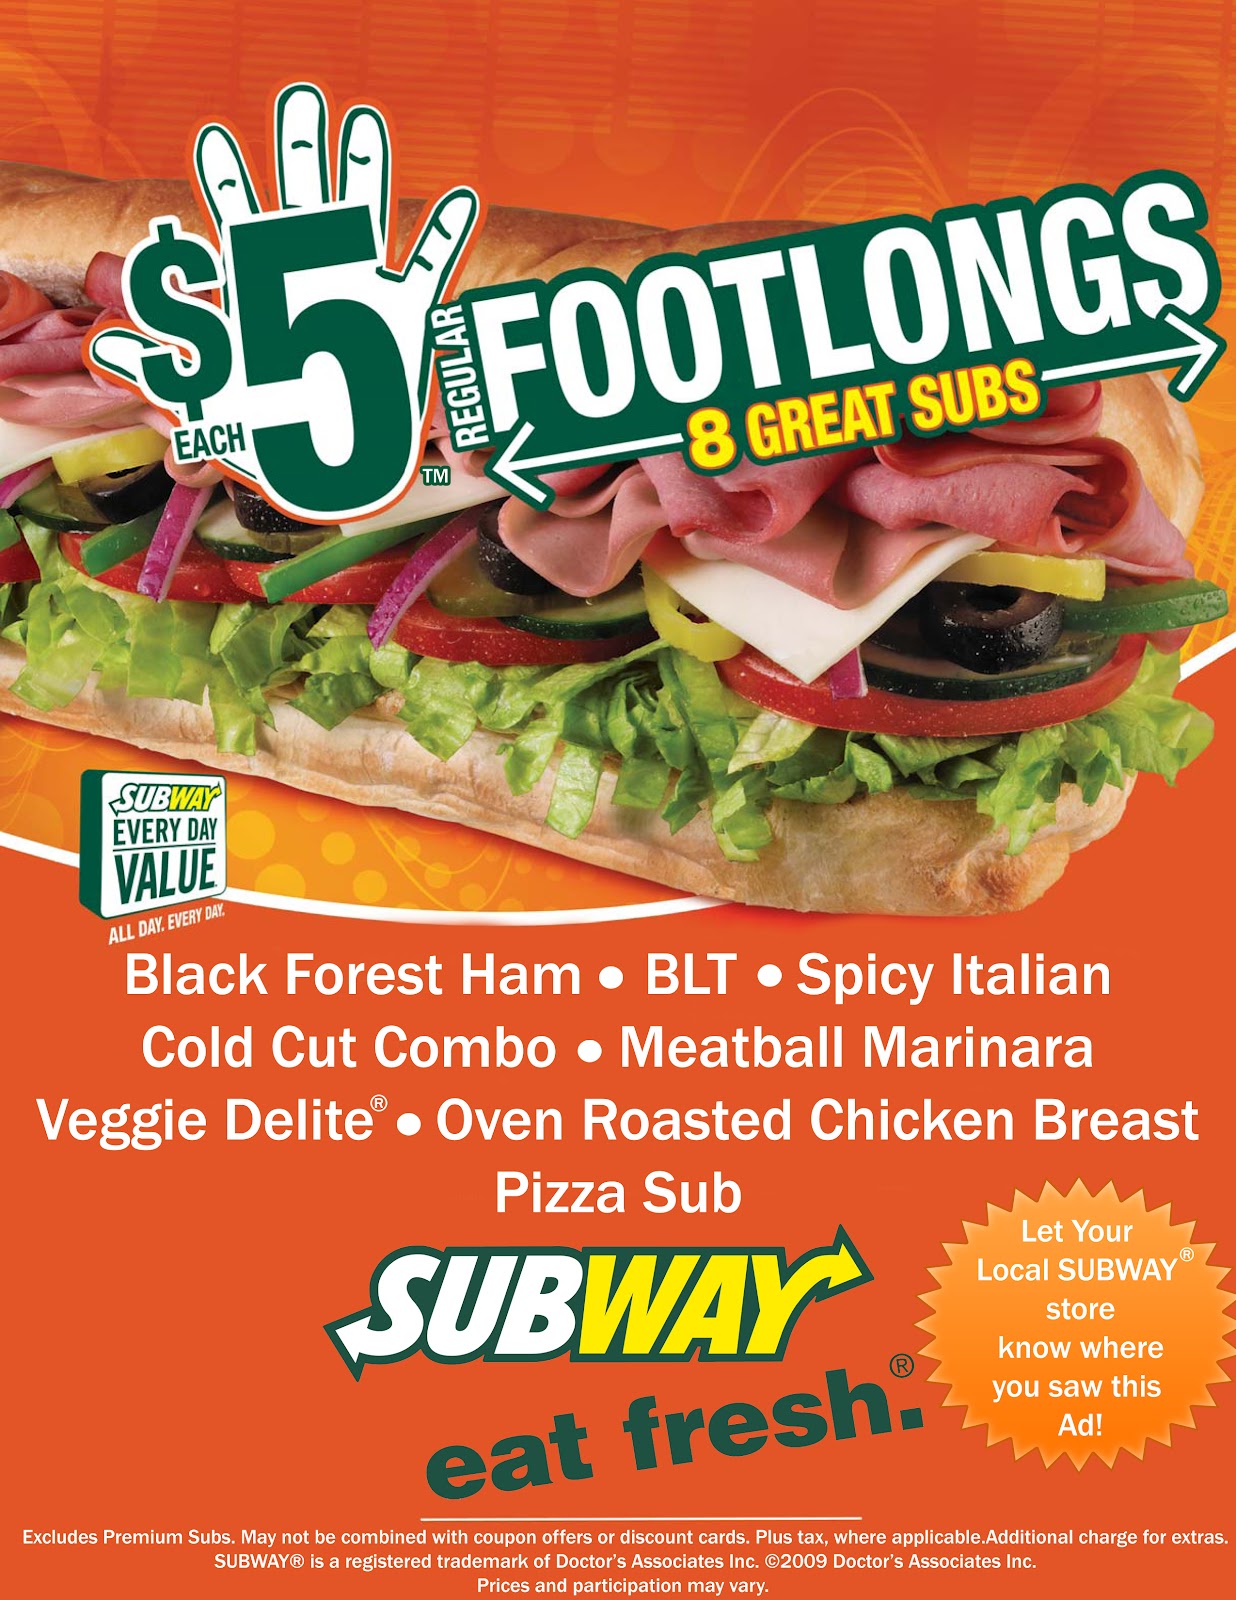 $5
EACH
™
REGULAR
FOOTLONGS
8 GREAT SUBS
SUBWAY
EVERY DAY
VALUE
ALL DAY. EVERY DAY.
Black Forest Ham ● BLT ● Spicy Italian
Cold Cut Combo ● Meatball Marinara
Veggie Delite® ● Oven Roasted Chicken Breast
Pizza Sub
SUBWAY
eat fresh.®
Let Your
Local SUBWAY®
store
know where
you saw this
Ad!
Excludes Premium Subs. May not be combined with coupon offers or discount cards. Plus tax, where applicable.Additional charge for extras.
SUBWAY® is a registered trademark of Doctor's Associates Inc. ©2009 Doctor's Associates Inc.
Prices and participation may vary.